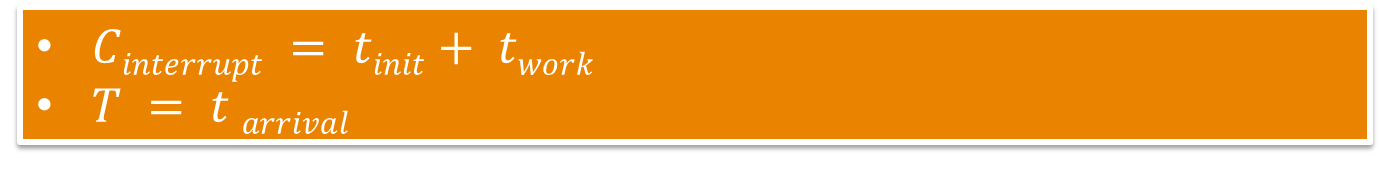 • C_interrupt = t_init + t_work
• T = t_arrival